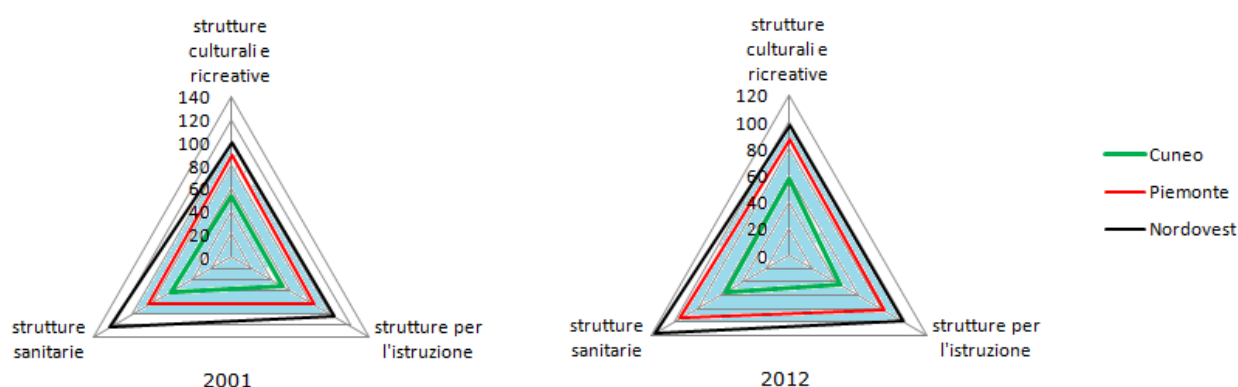 strutture
culturali e
ricreative
140
120
100
80
60
40
20
0
strutture
sanitarie
strutture per
l'istruzione
2001
strutture
culturali e
ricreative
120
100
80
60
40
20
0
strutture
sanitarie
strutture per
l'istruzione
2012
Cuneo
Piemonte
Nordovest